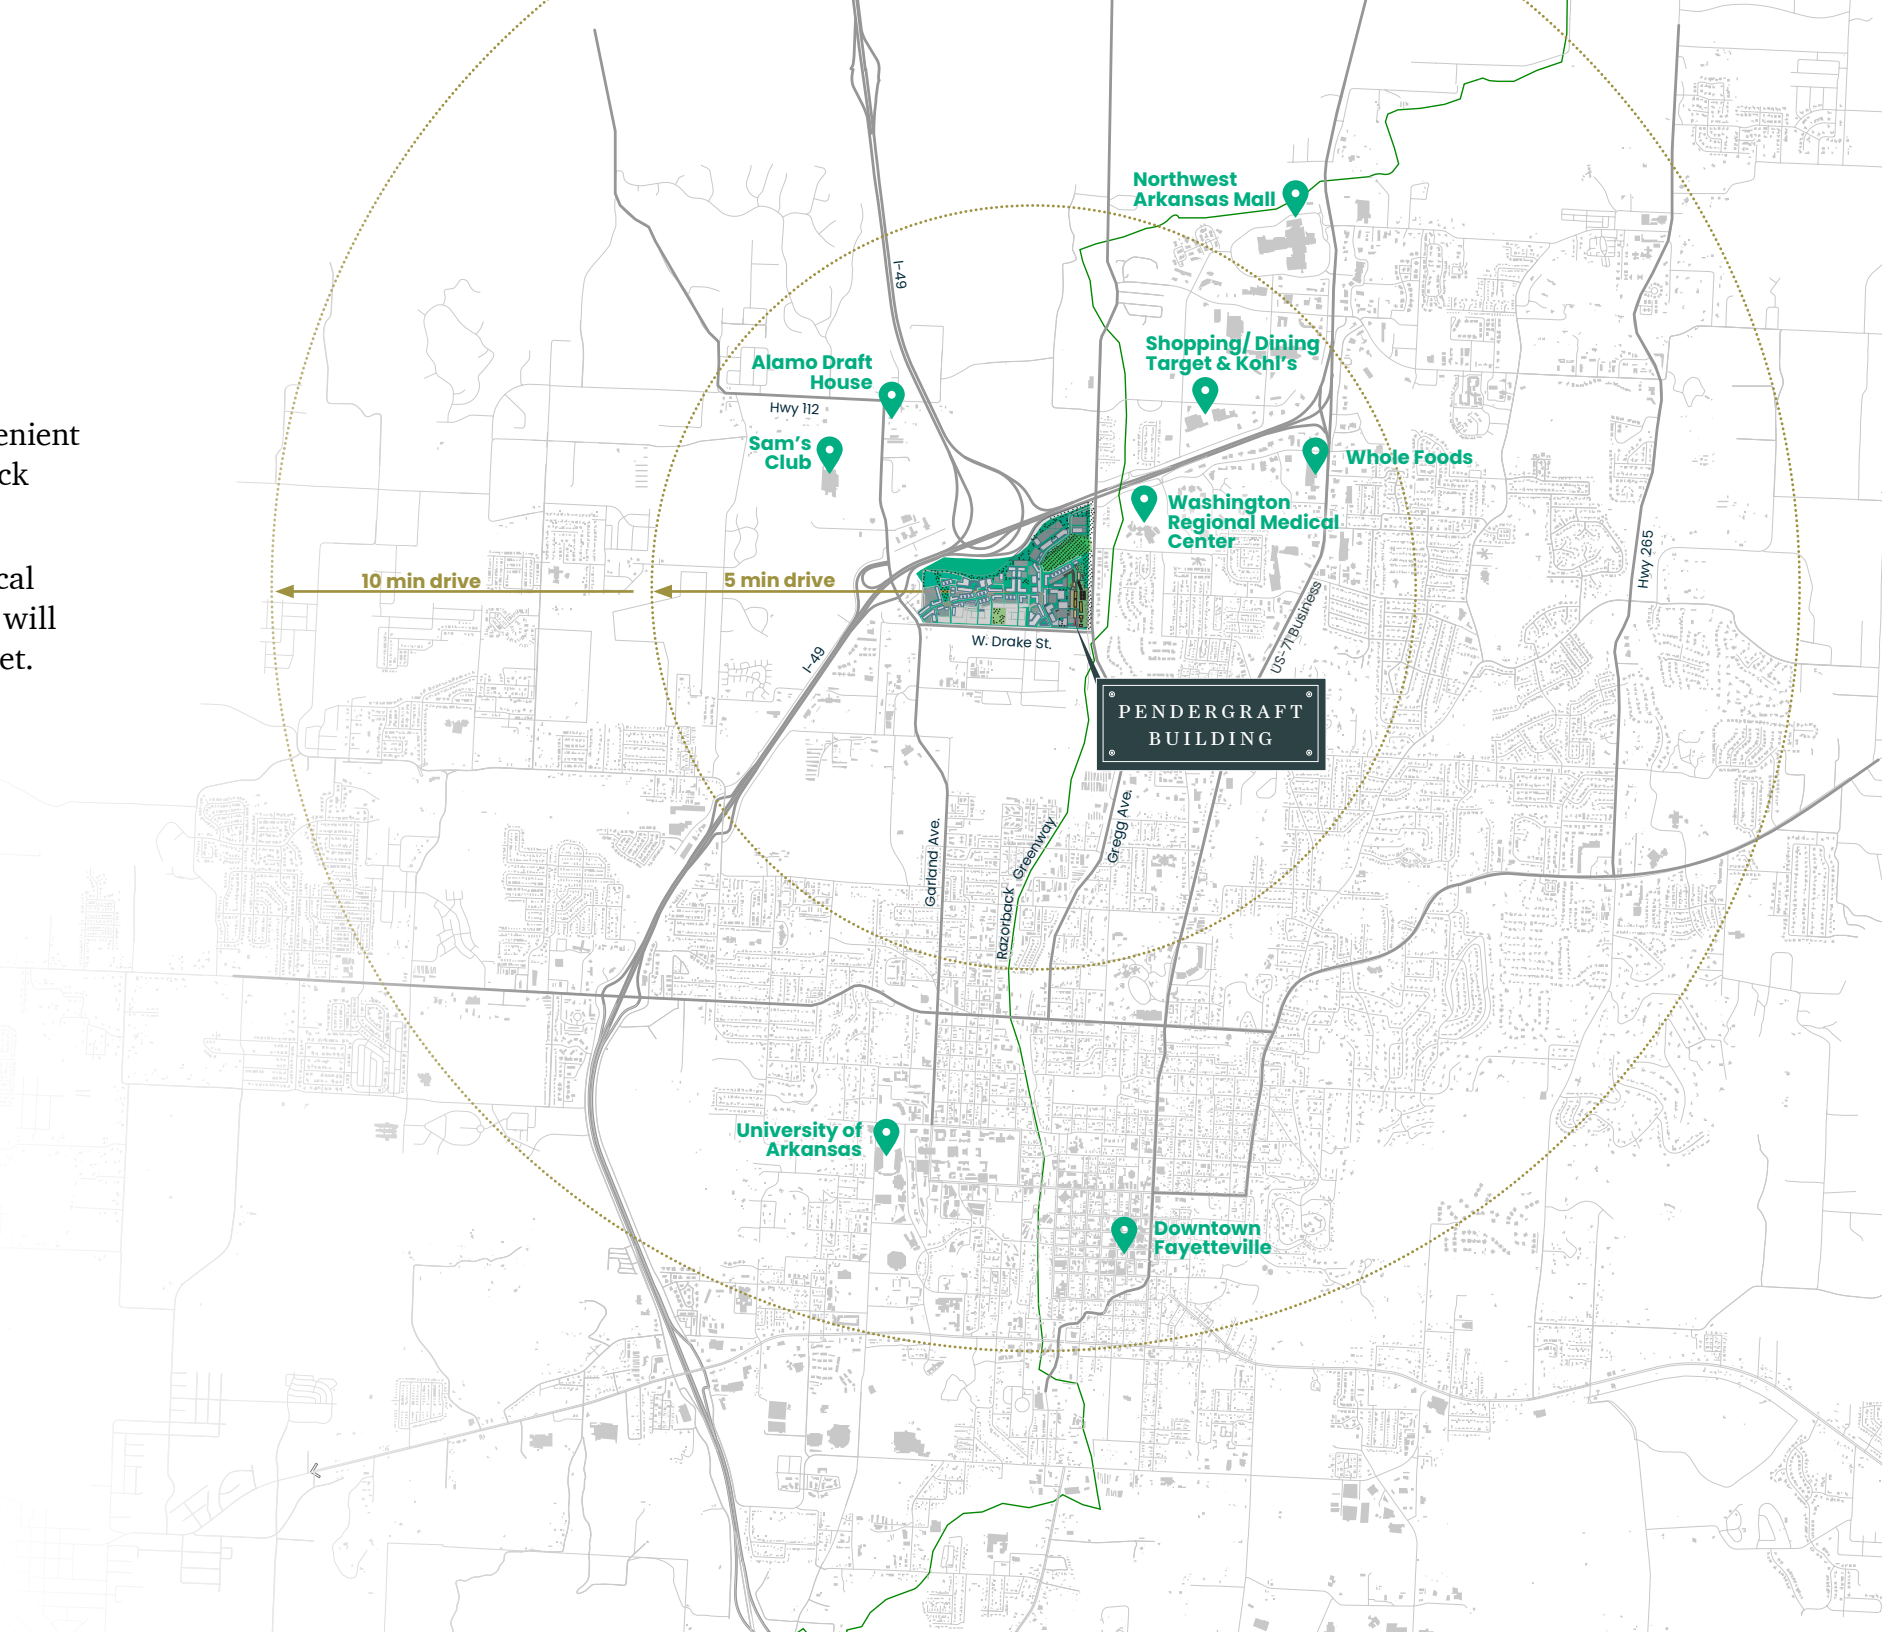 Northwest
Arkansas Mall
I-49
Shopping/ Dining
Target & Kohl's
Alamo Draft
House
Hwy 112
enient
Sam's
Club
Whole Foods
ck
Washington
Regional Medical
Center
Hwy 265
cal
10 min drive
5 min drive
will
US-71 Business
W. Drake St.
et.
I-49
PENDERGRAFT
BUILDING
Garland Ave.
Razorback Greenway
Gregg Ave.
University of
Arkansas
Downtown
Fayetteville